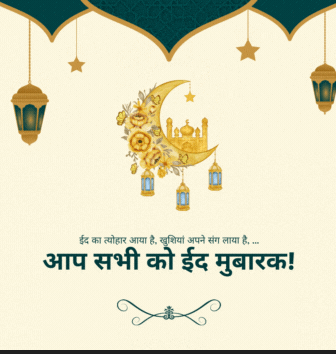 ईद का त्योहार आया है, खुशियां अपने संग लाया है, ...
आप सभी को ईद मुबारक!